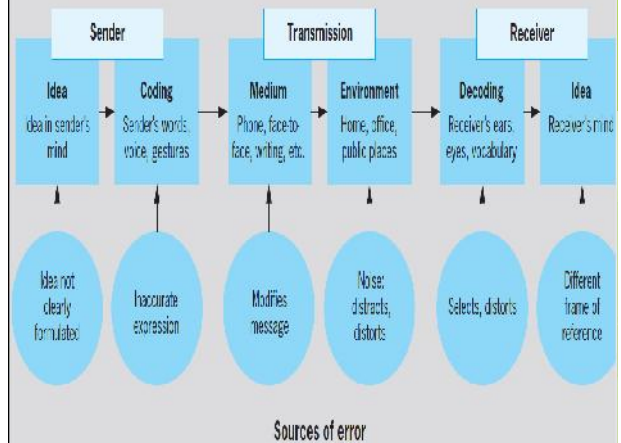 Sender
Transmission
Receiver
Idea
Idea in sender's
mind
Coding
Sender's words,
voice, gestures
Medium
Phone, face-to-
face, writing, etc.
Environment
Home, office,
public places
Decoding
Receiver's ears,
eyes, vocabulary
Idea
Receiver's mind
Idea not
clearly
formulated
Inaccurate
expression
Modifies
message
Noise:
distracts,
distorts
Selects, distorts
Different
frame of
reference
Sources of error